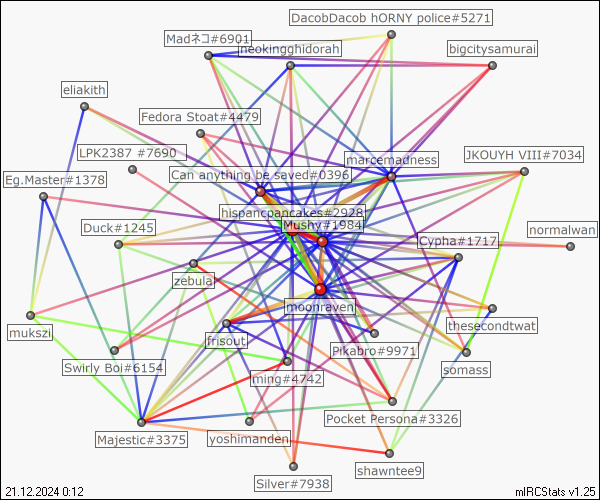 DacobDacob hORNY police#5271
Madネコ#6901
neokingghidorah
bigcitysamurai
eliakith
Fedora Stoat#4479
LPK2387 #7690
marcemadness
JKOUYH VIII#7034
Can anything be saved#0396
Eg.Master#1378
hispancpancakes#2928
Mushy#1984
Duck#1245
normalwan
Cypha#1717
zebula
moonraven
mukszi
frisout
thesecondtwat
Pikabro#9971
Swirly Boi#6154
somass
ming#4742
Pocket Persona#3326
Majestic#3375
yoshimanden
shawntee9
Silver#7938
21.12.2024 0:12
mIRCStats v1.25